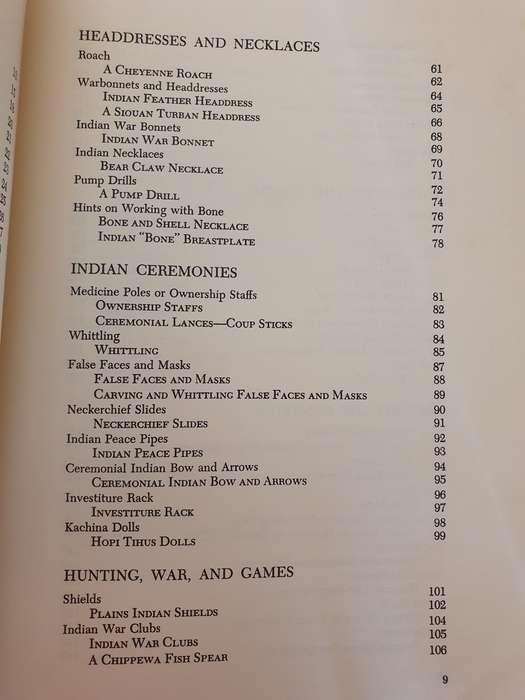 HEADDRESSES AND NECKLACES
Roach 61
A CHEYENNE ROACH 62
Warbonnets and Headdresses 64
INDIAN FEATHER HEADDRESS 65
A SIOUAN TURBAN HEADDRESS 66
Indian War Bonnets 68
INDIAN WAR BONNET 69
Indian Necklaces 70
BEAR CLAW NECKLACE 71
Pump Drills 72
A PUMP DRILL 74
Hints on Working with Bone 76
BONE AND SHELL NECKLACE 77
INDIAN "BONE" BREASTPLATE 78
INDIAN CEREMONIES
Medicine Poles or Ownership Staffs 81
OWNERSHIP STAFFS 82
CEREMONIAL LANCES—COUP STICKS 83
Whittling 84
WHITTLING 85
False Faces and Masks 87
FALSE FACES AND MASKS 88
CARVING AND WHITTLING FALSE FACES AND MASKS 89
Neckerchief Slides 90
NECKERCHIEF SLIDES 91
Indian Peace Pipes 92
INDIAN PEACE PIPES 93
Ceremonial Indian Bow and Arrows 94
CEREMONIAL INDIAN BOW AND ARROWS 95
Investiture Rack 96
INVESTITURE RACK 97
Kachina Dolls 98
HOPI TIHUS DOLLS 99
HUNTING, WAR, AND GAMES
Shields 101
PLAINS INDIAN SHIELDS 102
Indian War Clubs 104
INDIAN WAR CLUBS 105
A CHIPPEWA FISH SPEAR 106
9